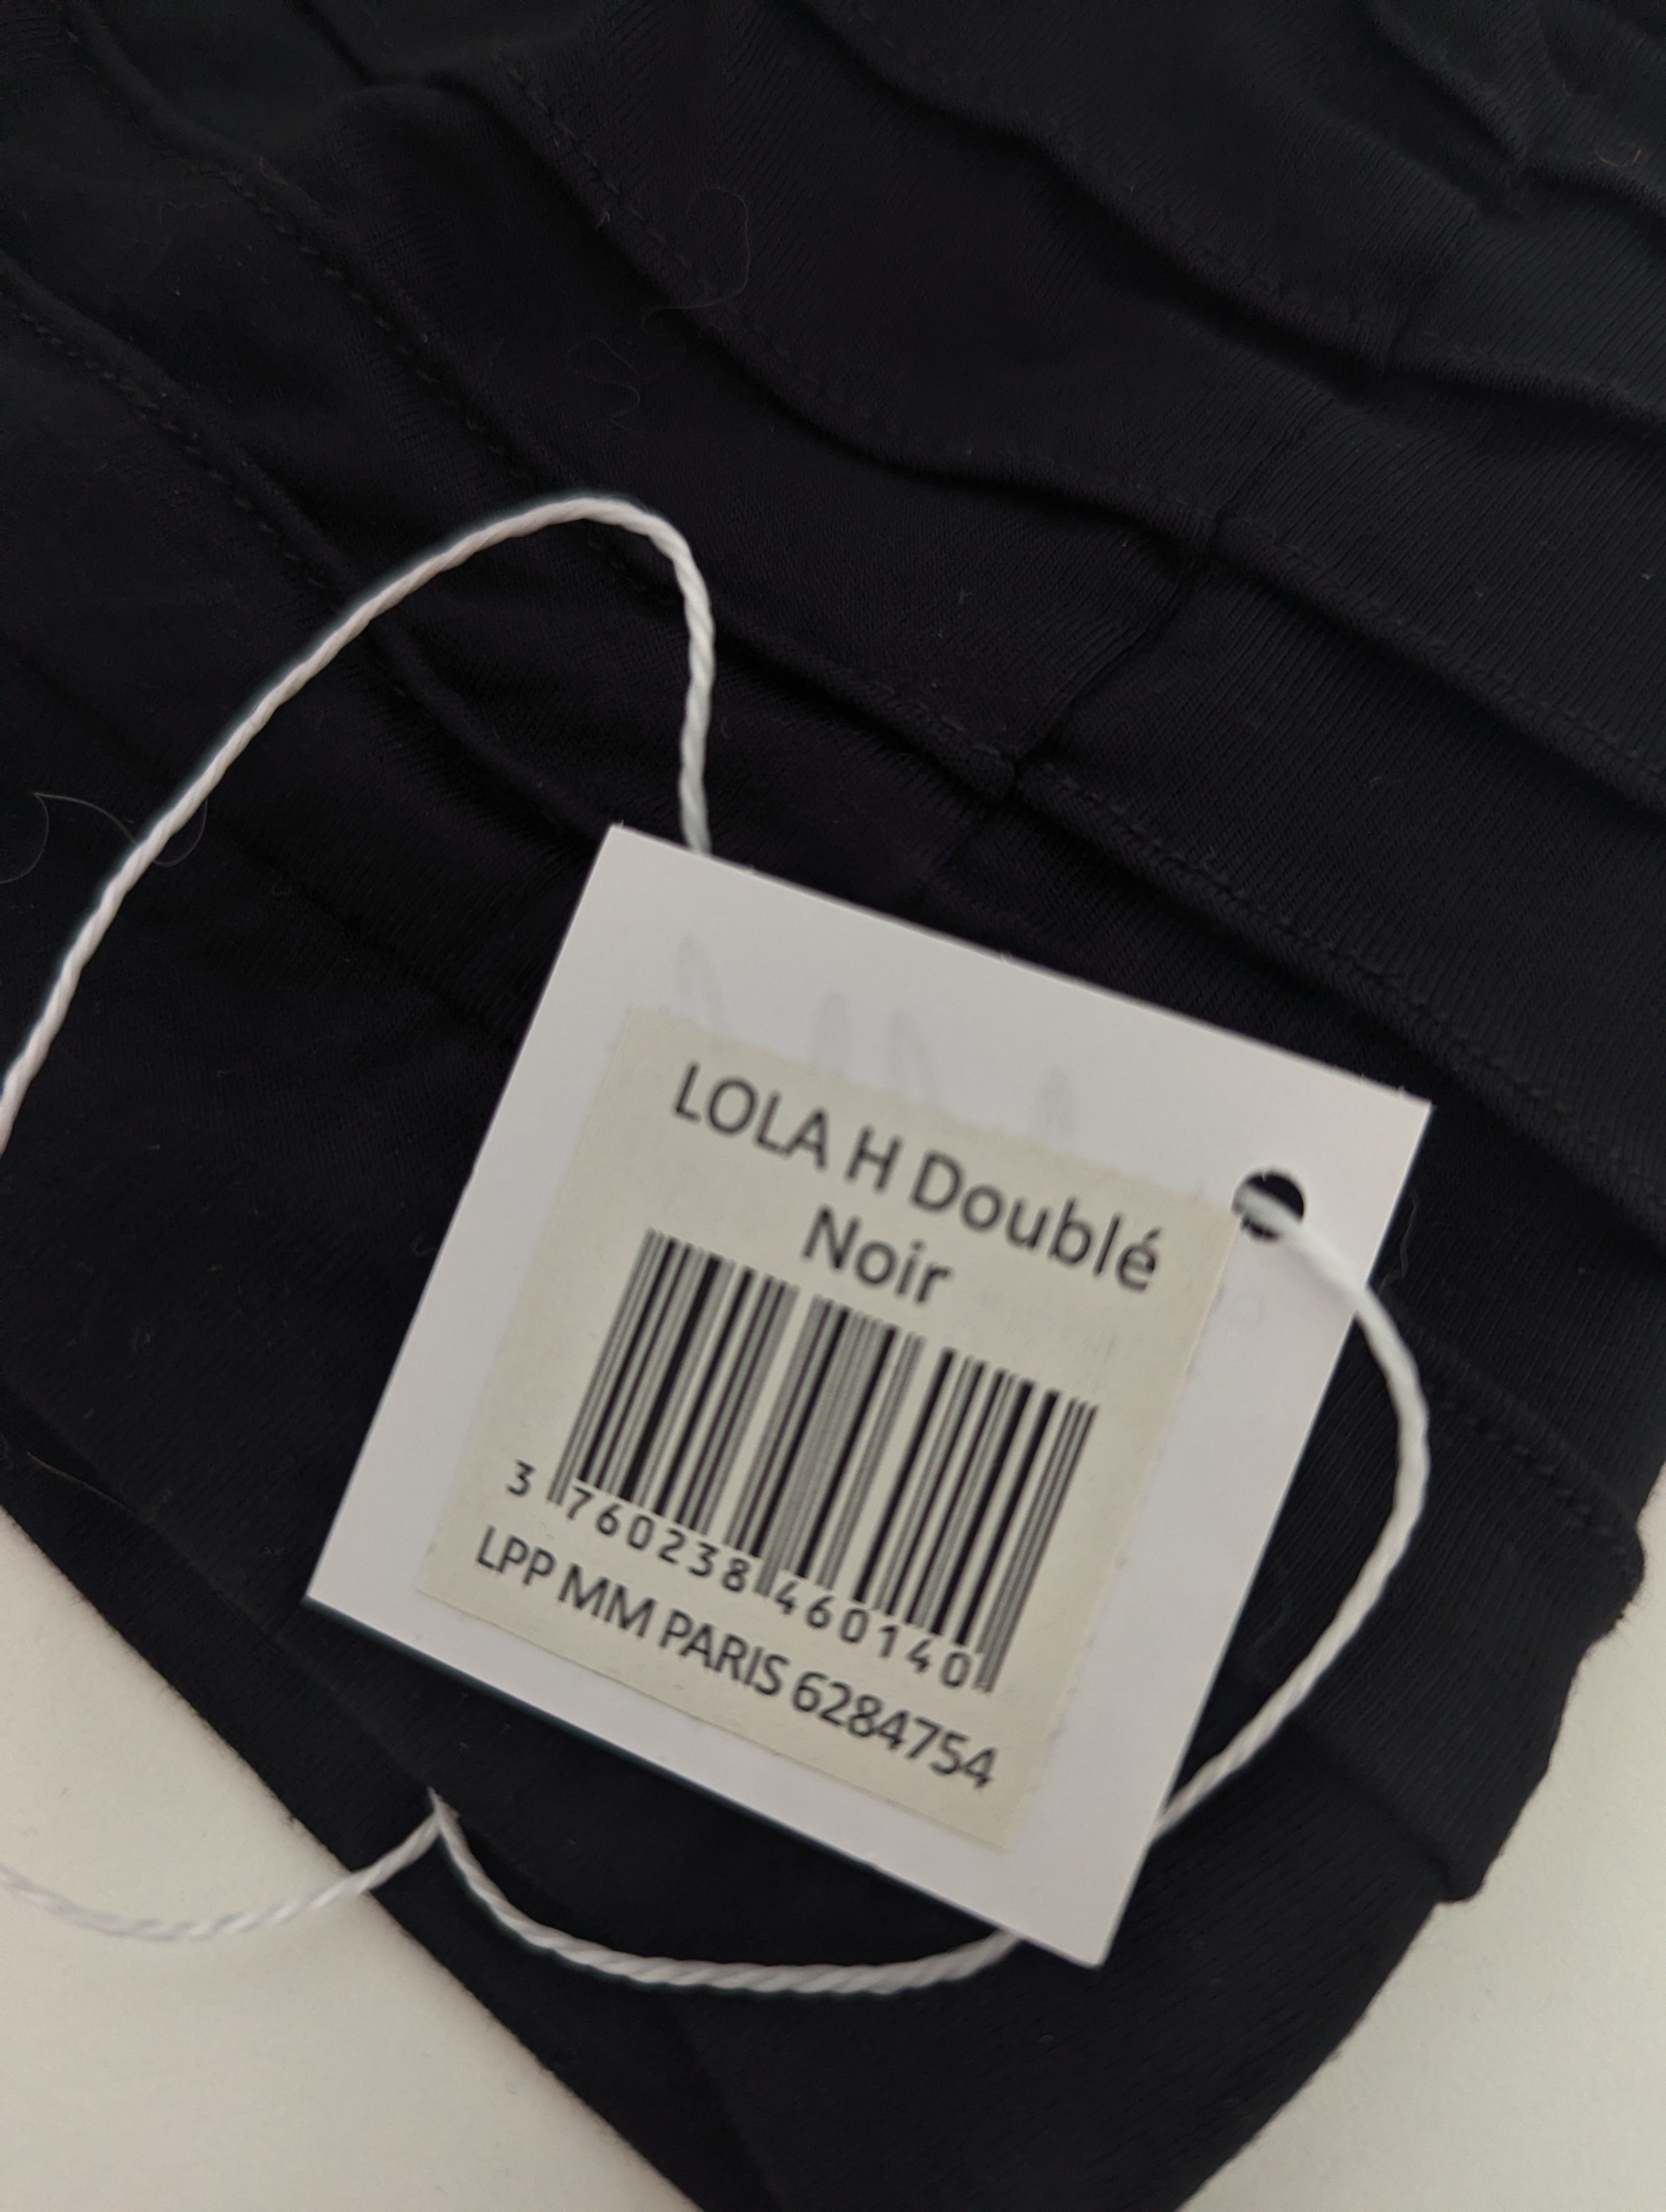 LOLA H Doublé
Noir
3 760238 460140
LPP MM PARIS 6284754